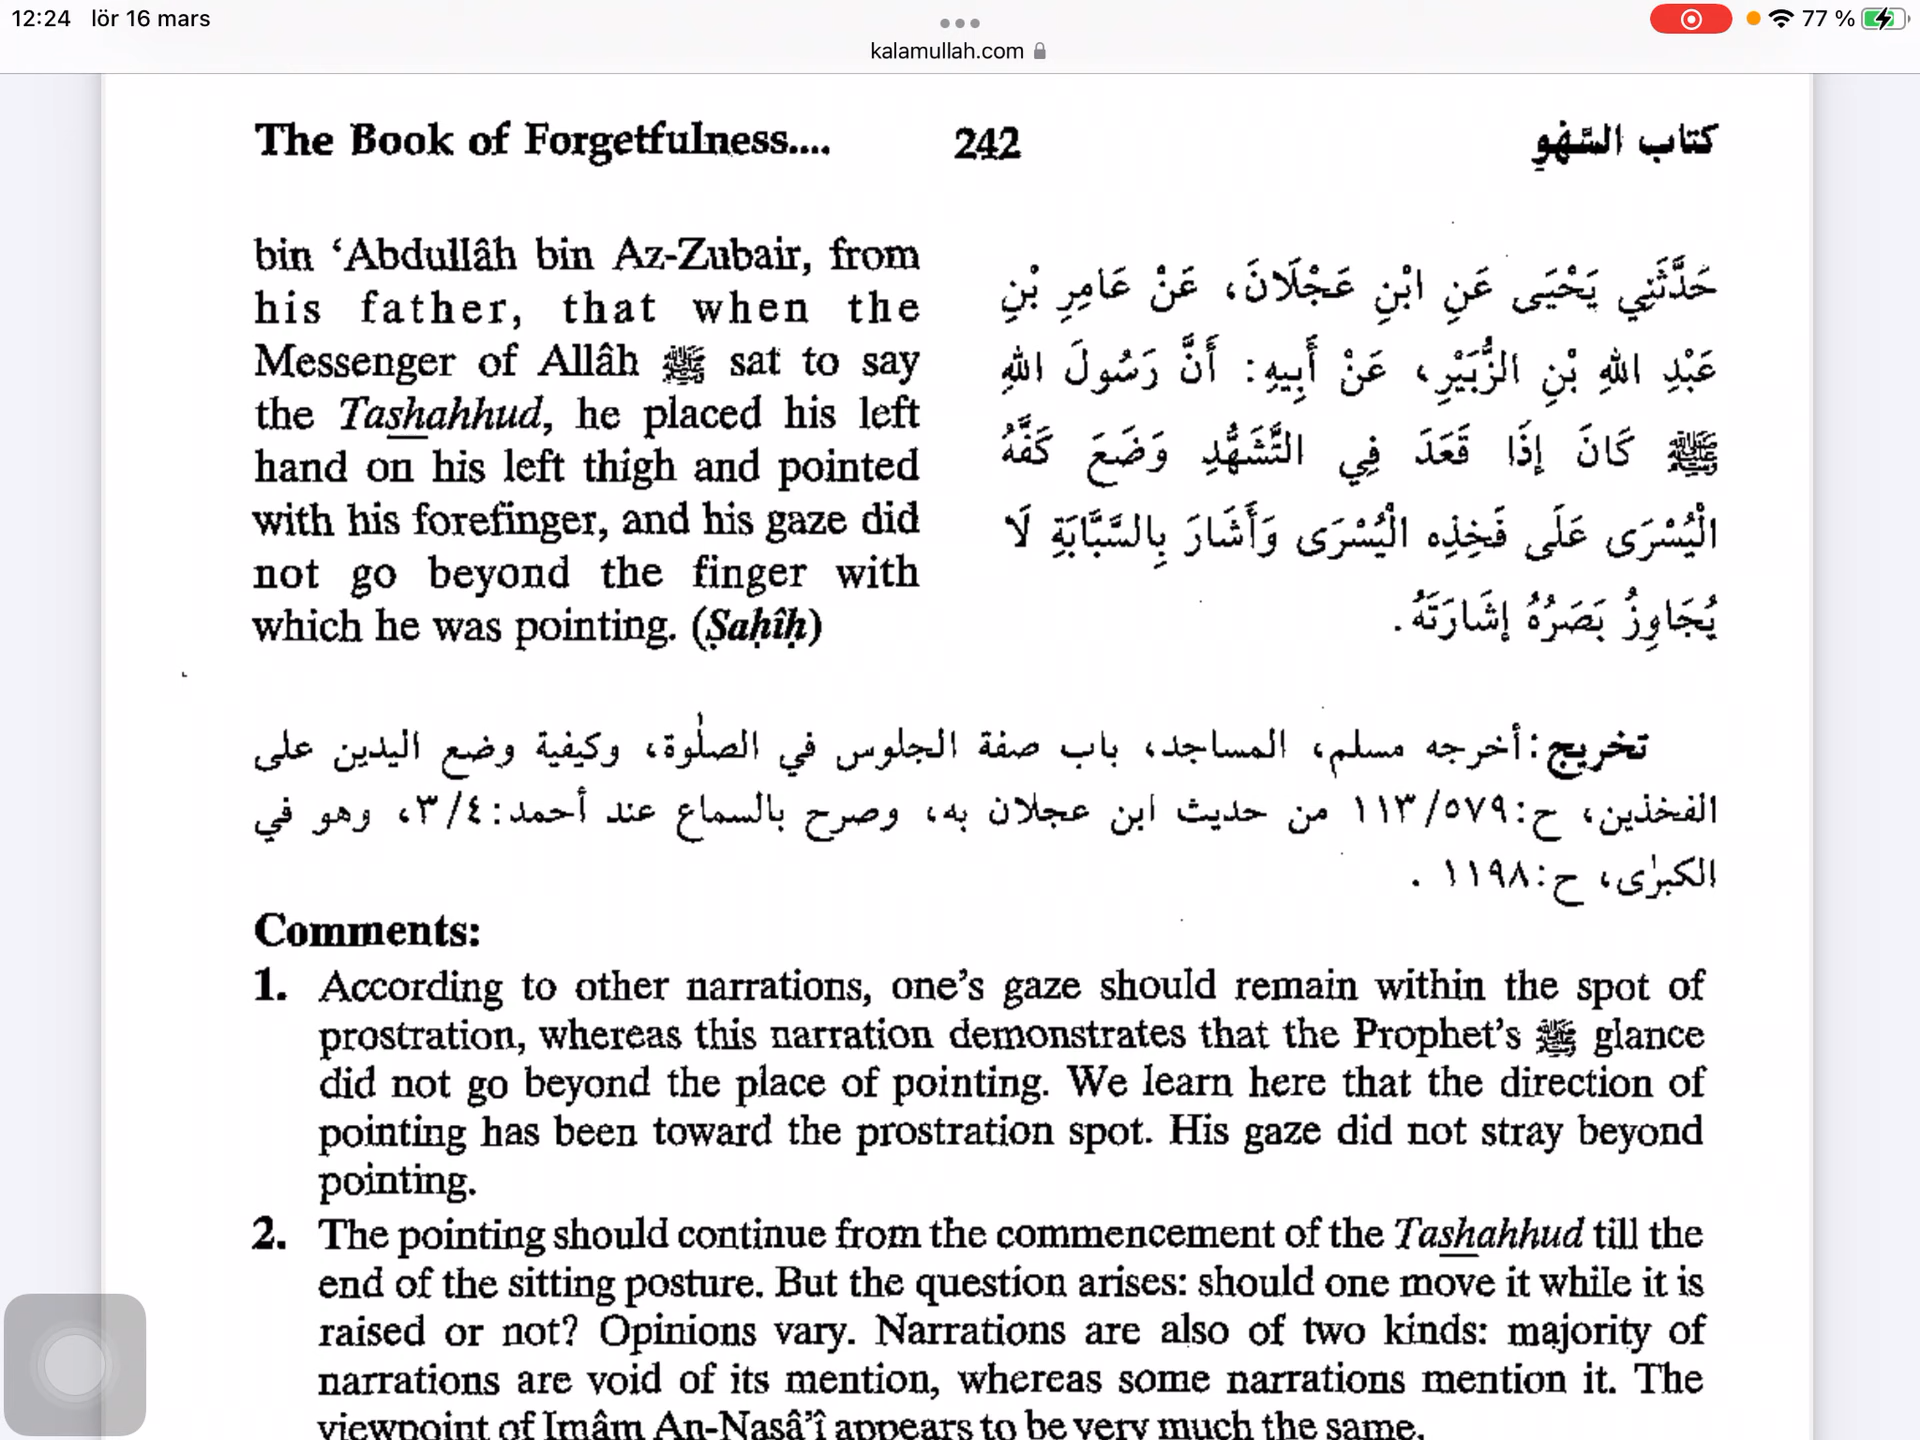 12:24 lör 16 mars
77 %
kalamullah.com
The Book of Forgetfulness.... 242 كتاب السَّهْوِ
bin ‘Abdullâh bin Az-Zubair, from
his father, that when the
Messenger of Allâh ﷺ sat to say
the Tashahhud, he placed his left
hand on his left thigh and pointed
with his forefinger, and his gaze did
not go beyond the finger with
which he was pointing. (Ṣaḥîḥ)
حَدَّثَنِي يَحْيَى عَنِ ابْنِ عَجْلَانَ، عَنْ عَامِرِ بْنِ
عَبْدِ اللهِ بْنِ الزُّبَيْرِ، عَنْ أَبِيهِ: أَنَّ رَسُولَ اللهِ
ﷺ كَانَ إِذَا قَعَدَ فِي التَّشَهُّدِ وَضَعَ كَفَّهُ
الْيُسْرَى عَلَى فَخِذِهِ الْيُسْرَى وَأَشَارَ بِالسَّبَّابَةِ لَا
يُجَاوِزُ بَصَرُهُ إِشَارَتَهُ.
تخريج: أخرجه مسلم، المساجد، باب صفة الجلوس في الصلٰوة، وكيفية وضع اليدين على
الفخذين، ح:١١٣/٥٧٩ من حديث ابن عجلان به، وصرح بالسماع عند أحمد:٣/٤، وهو في
الكبرٰى، ح:١١٩٨ .
Comments:
1. According to other narrations, one’s gaze should remain within the spot of
prostration, whereas this narration demonstrates that the Prophet’s ﷺ glance
did not go beyond the place of pointing. We learn here that the direction of
pointing has been toward the prostration spot. His gaze did not stray beyond
pointing.
2. The pointing should continue from the commencement of the Tashahhud till the
end of the sitting posture. But the question arises: should one move it while it is
raised or not? Opinions vary. Narrations are also of two kinds: majority of
narrations are void of its mention, whereas some narrations mention it. The
viewpoint of Imâm An-Nasâ’î appears to be very much the same.